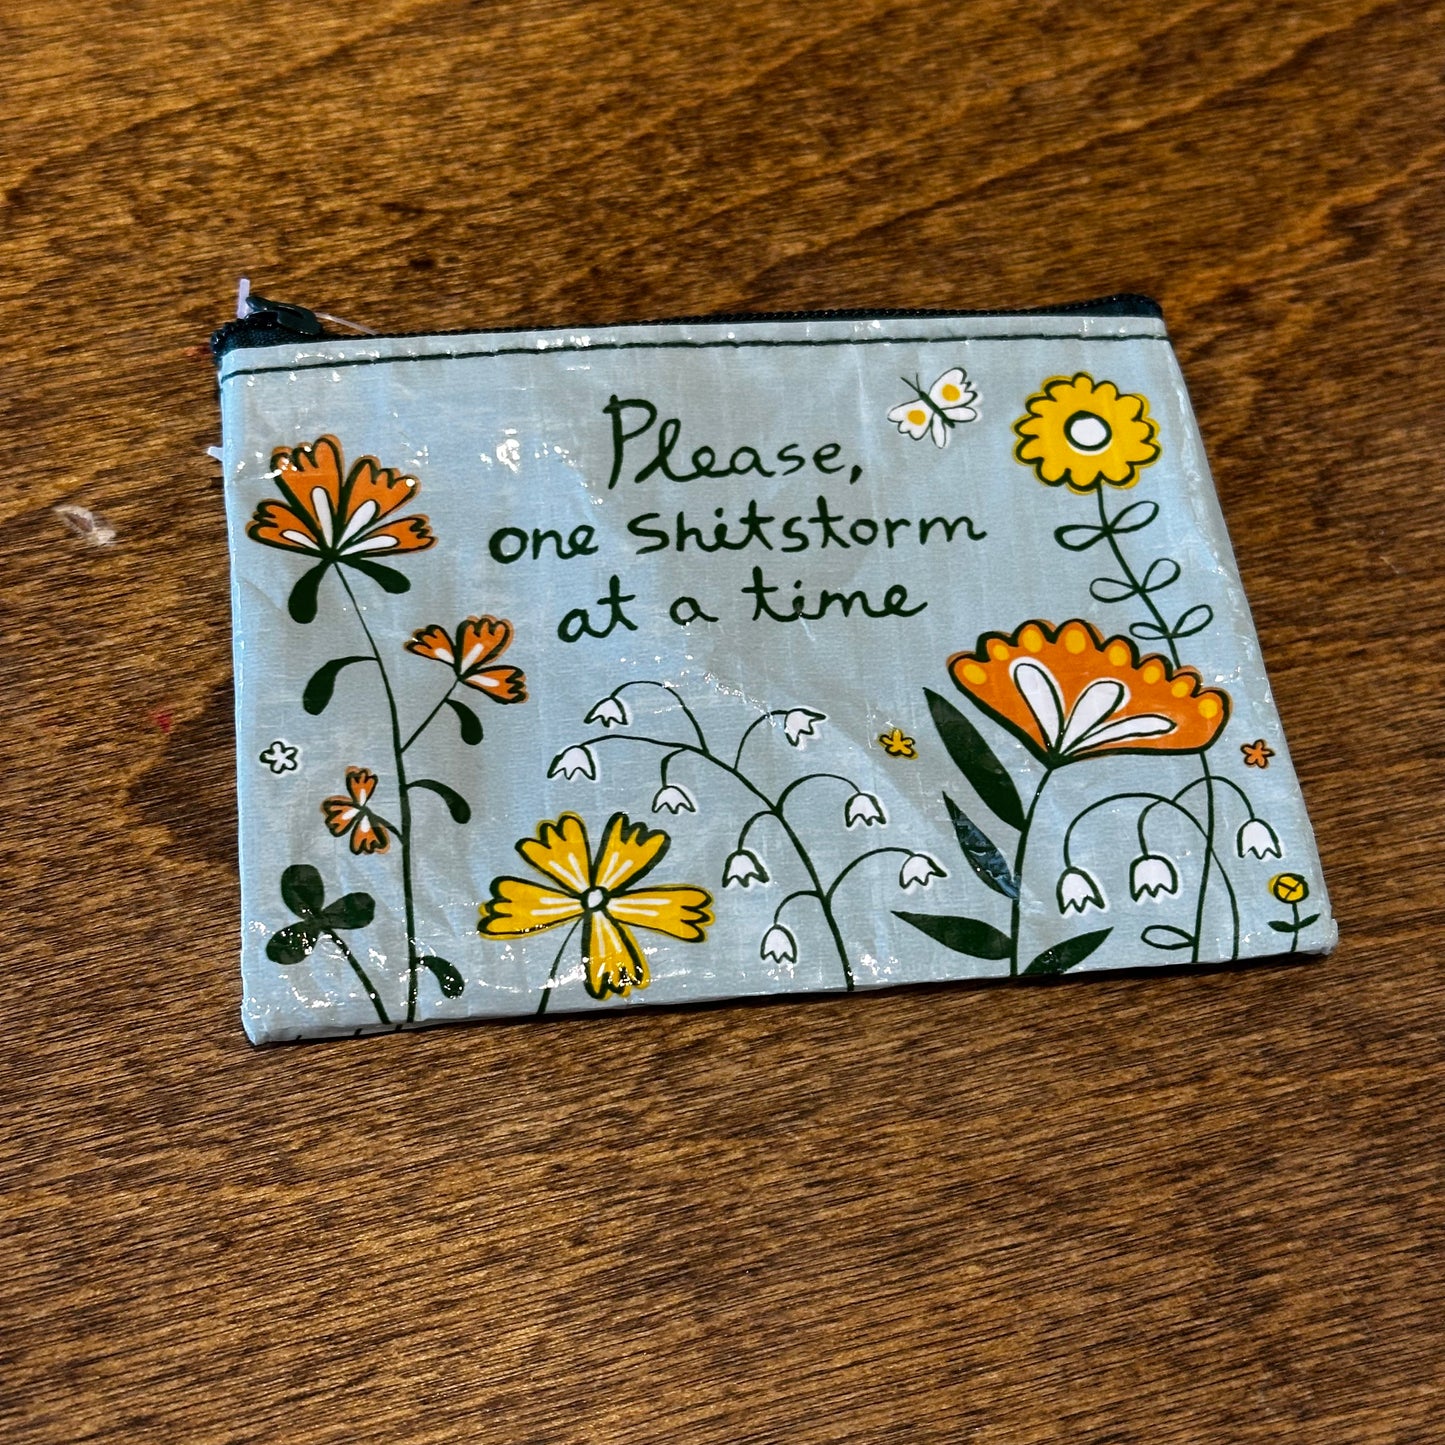 Please,
one shitstorm
at a time